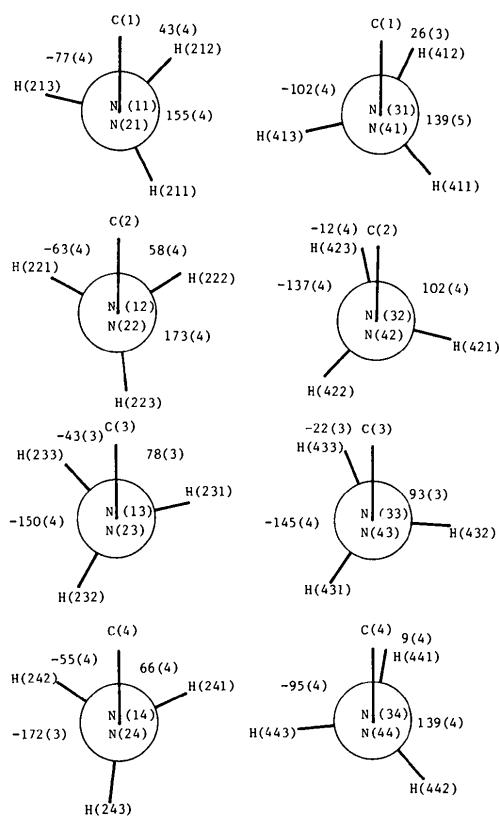 C(1)
43(4)
H(212)
-77(4)
H(213)
N(11)
N(21)
155(4)
H(211)
C(1)
26(3)
H(412)
-102(4)
H(413)
N(31)
N(41)
139(5)
H(411)
C(2)
-63(4)
58(4)
H(221)
H(222)
N(12)
N(22)
173(4)
H(223)
-12(4)
C(2)
H(423)
-137(4)
102(4)
N(32)
N(42)
H(421)
H(422)
-43(3)
C(3)
H(233)
78(3)
H(231)
-150(4)
N(13)
N(23)
H(232)
-22(3)
C(3)
H(433)
93(3)
-145(4)
N(33)
N(43)
H(432)
H(431)
C(4)
-55(4)
66(4)
H(242)
H(241)
N(14)
N(24)
-172(3)
H(243)
C(4)
9(4)
H(441)
-95(4)
H(443)
N(34)
N(44)
139(4)
H(442)